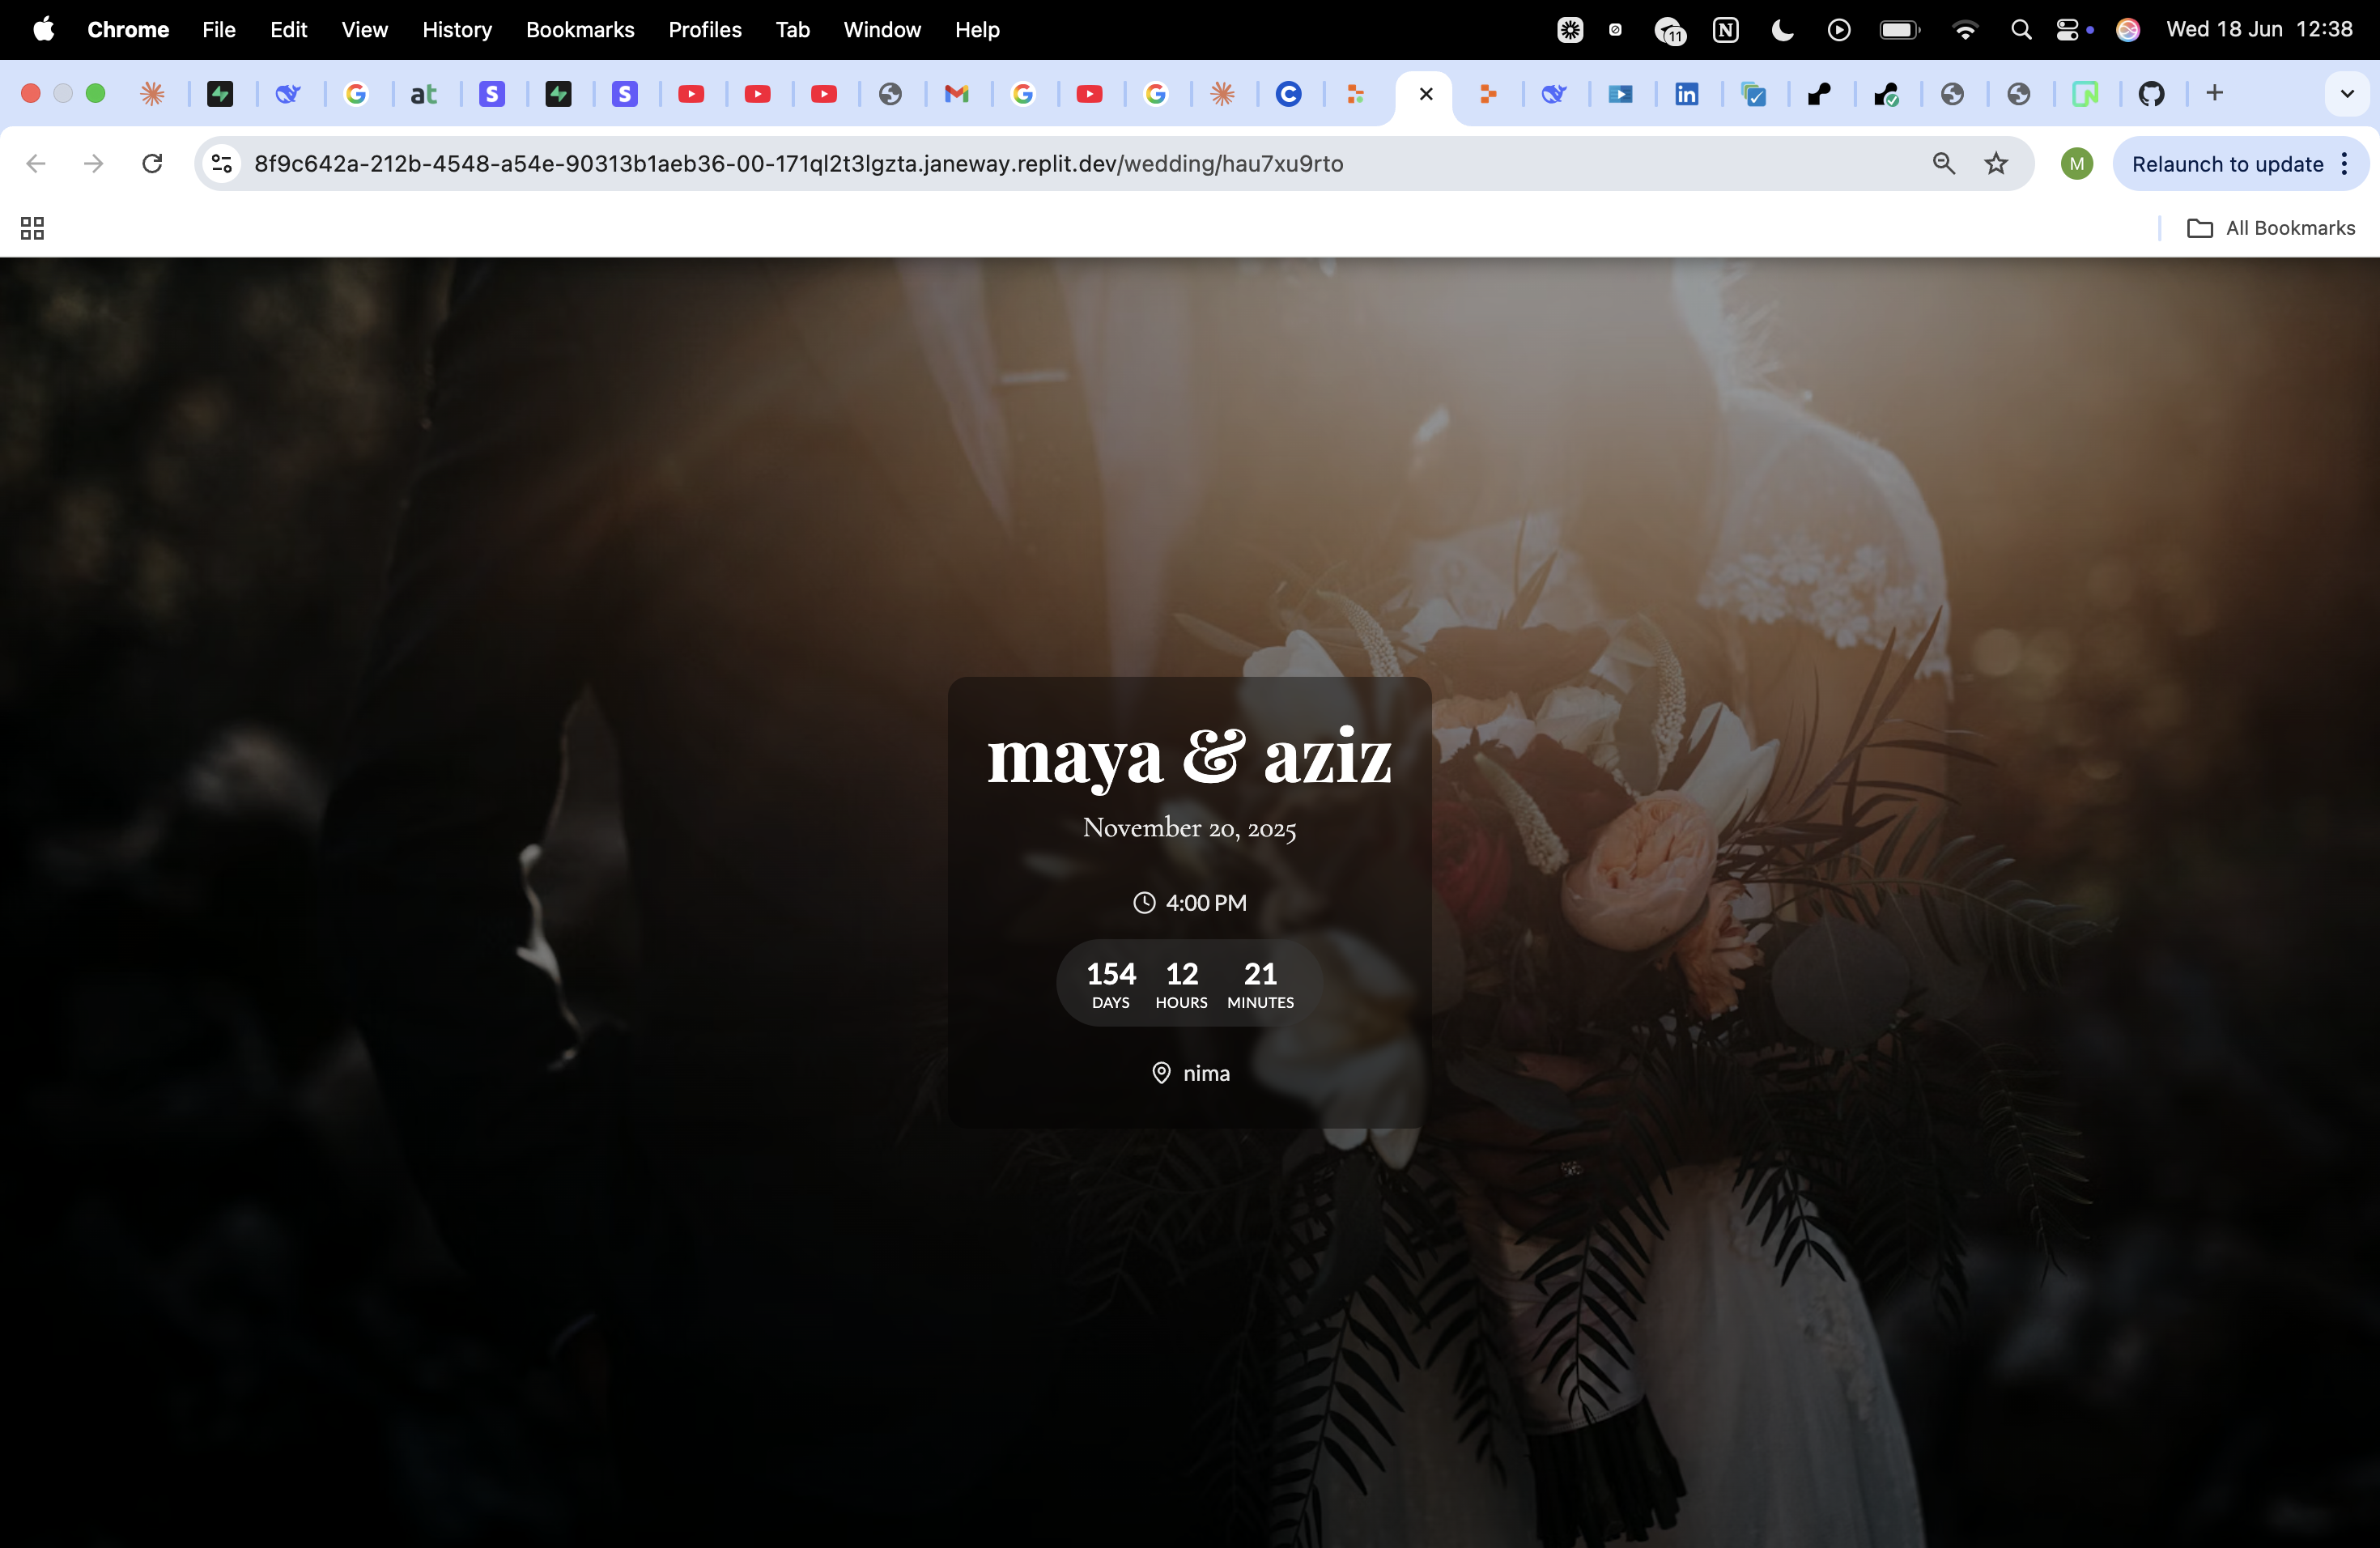 Chrome File Edit View History Bookmarks Profiles Tab Window Help 11 Wed 18 Jun 12:38
at S S C in
8f9c642a-212b-4548-a54e-90313b1aeb36-00-171ql2t3lgzta.janeway.replit.dev/wedding/hau7xu9rto M Relaunch to update
All Bookmarks
maya & aziz
November 20, 2025
4:00 PM
154 12 21
DAYS HOURS MINUTES
nima